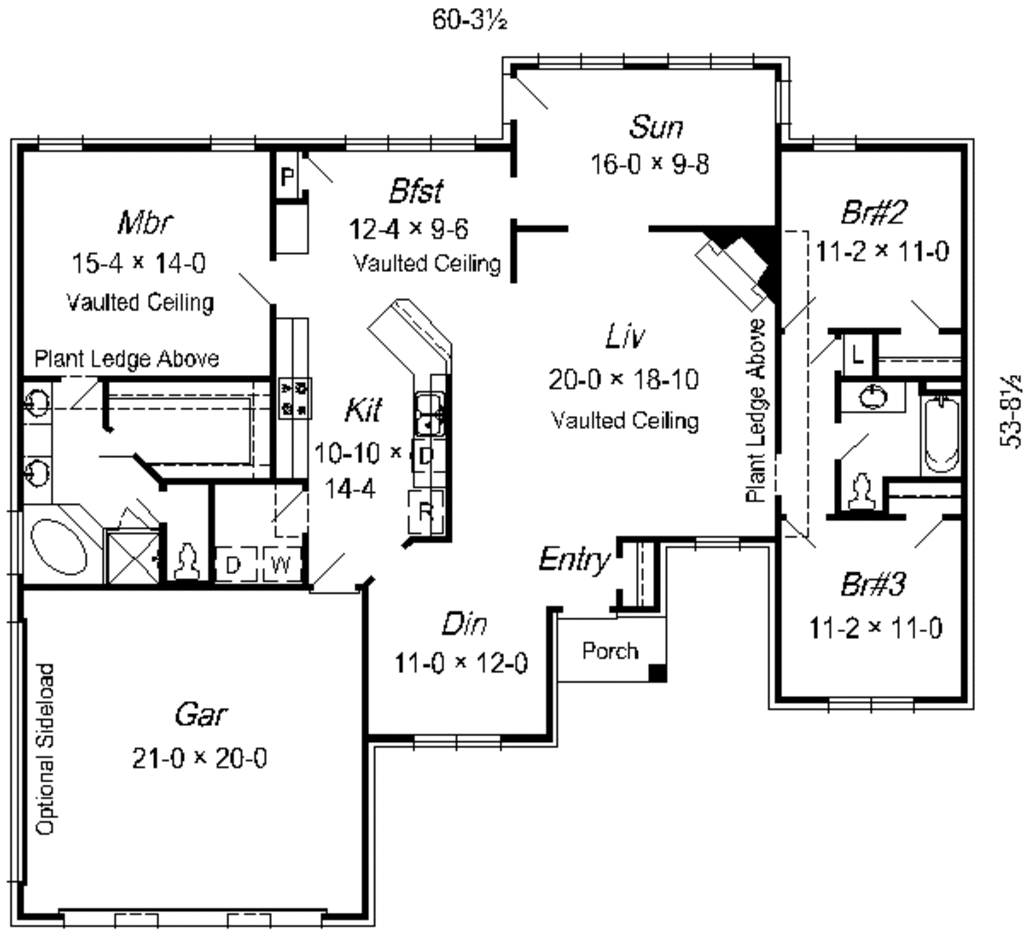 60-3½
Sun
16-0 × 9-8
P
Bfst
12-4 × 9-6
Vaulted Ceiling
Mbr
15-4 × 14-0
Vaulted Ceiling
Plant Ledge Above
Br#2
11-2 × 11-0
Liv
20-0 × 18-10
Vaulted Ceiling
Plant Ledge Above
L
53-8½
Kit
10-10 ×
14-4
D
R
D
W
Entry
Din
11-0 × 12-0
Porch
Br#3
11-2 × 11-0
Gar
21-0 × 20-0
Optional Sideload